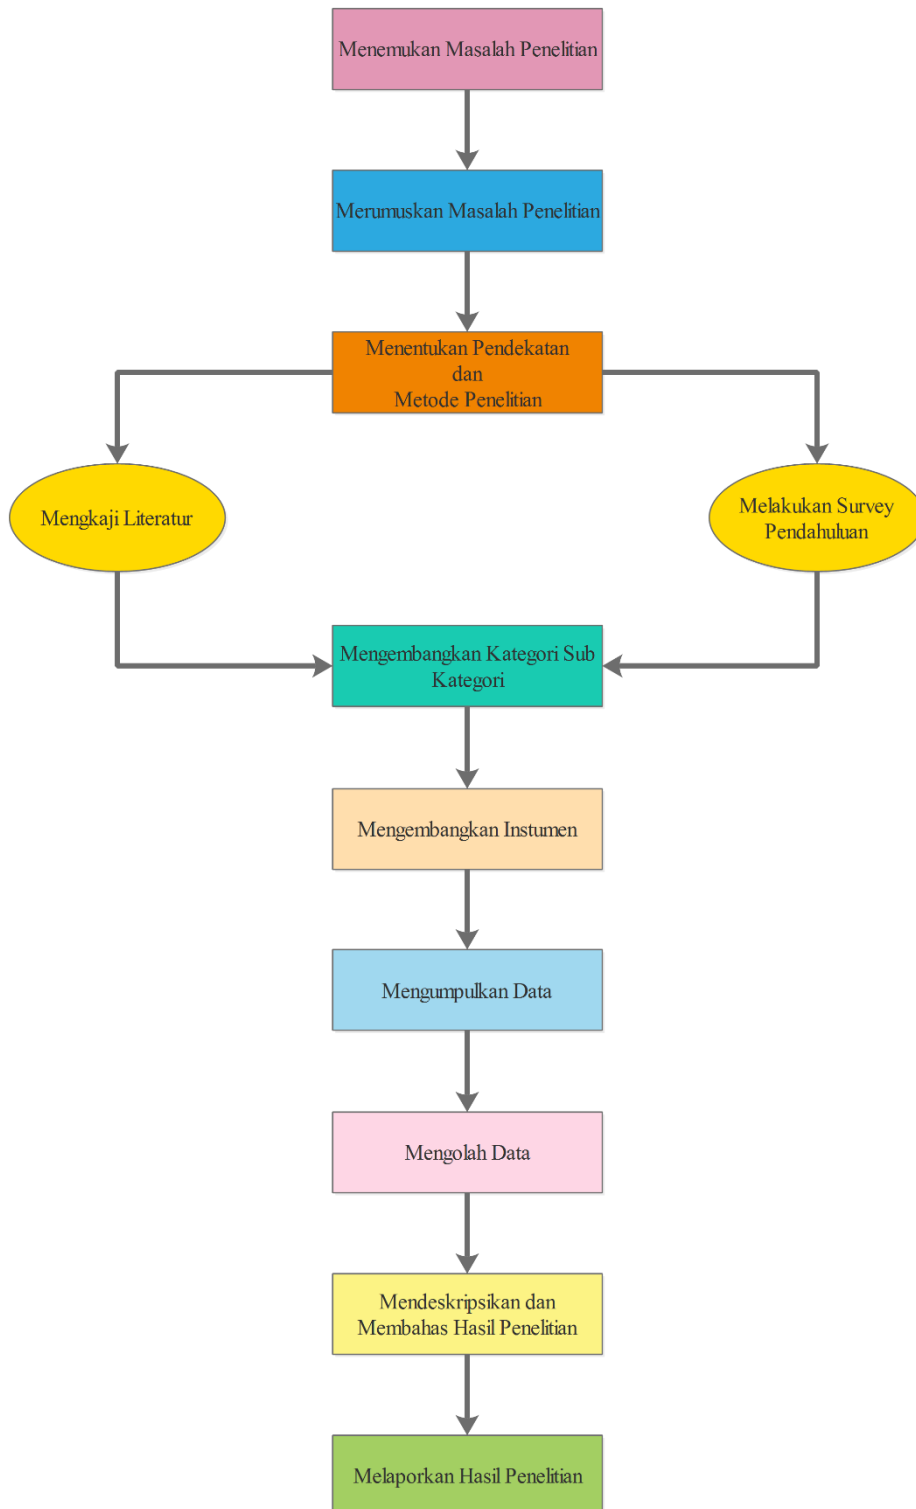 Menemukan Masalah Penelitian
Merumuskan Masalah Penelitian
Menentukan Pendekatan
dan
Metode Penelitian
Mengkaji Literatur
Melakukan Survey
Pendahuluan
Mengembangkan Kategori Sub
Kategori
Mengembangkan Instumen
Mengumpulkan Data
Mengolah Data
Mendeskripsikan dan
Membahas Hasil Penelitian
Melaporkan Hasil Penelitian